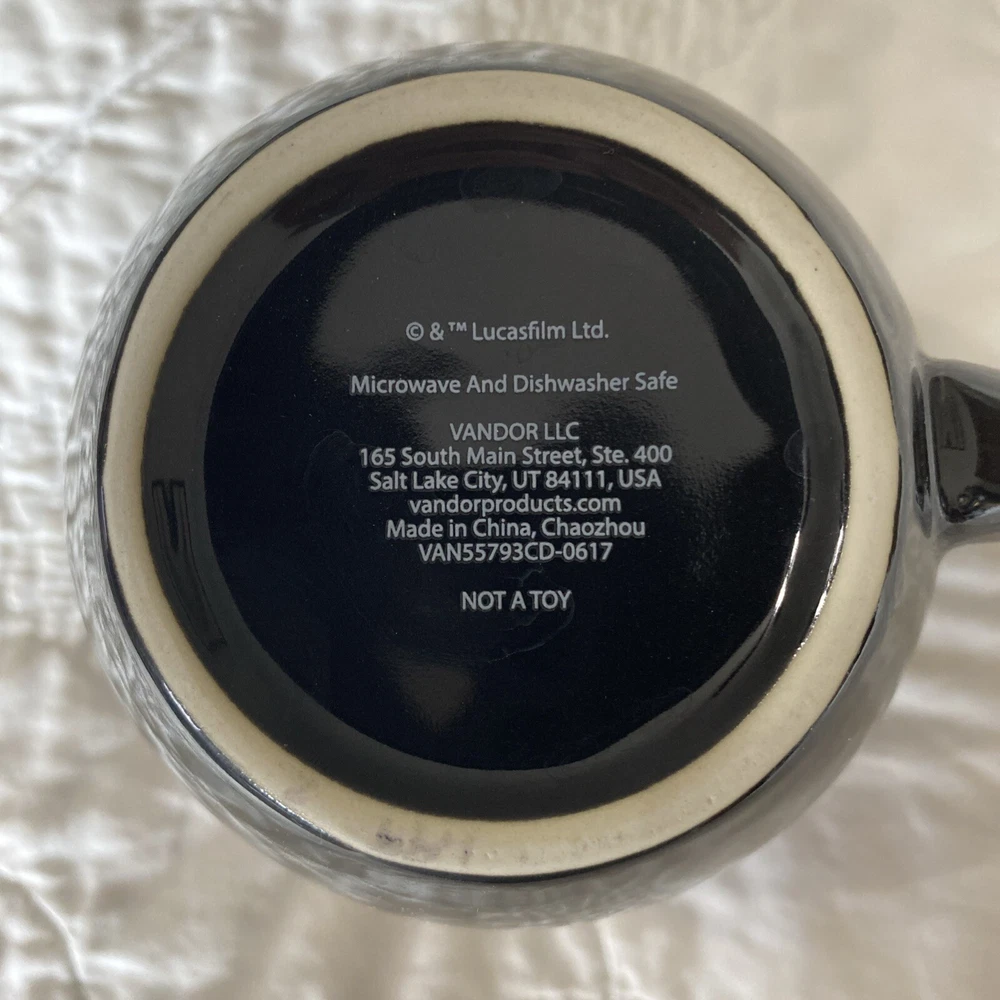 © & ™ Lucasfilm Ltd.
Microwave And Dishwasher Safe
VANDOR LLC
165 South Main Street, Ste. 400
Salt Lake City, UT 84111, USA
vandorproducts.com
Made in China, Chaozhou
VAN55793CD-0617
NOT A TOY